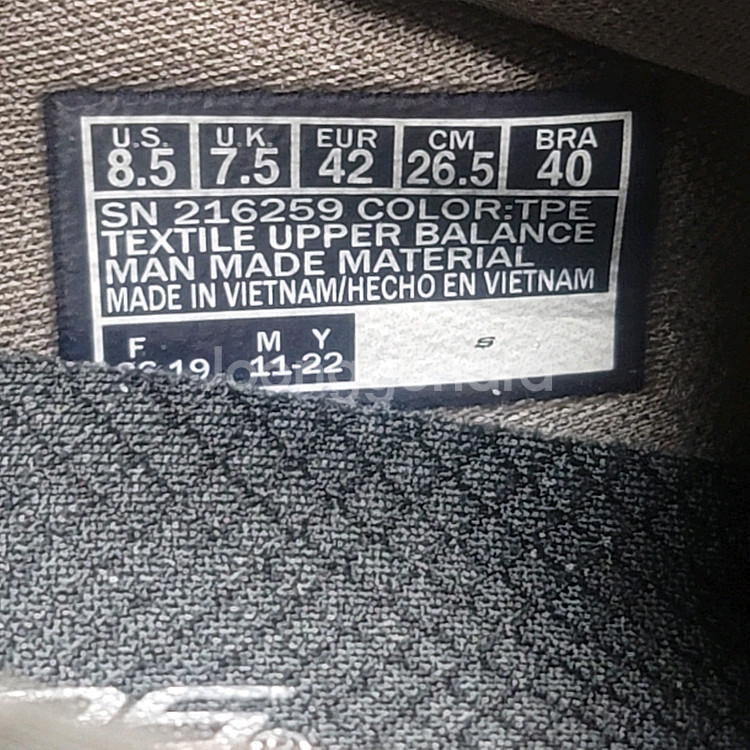 U.S. U.K. EUR CM BRA
8.5 7.5 42 26.5 40
SN 216259 COLOR:TPE
TEXTILE UPPER BALANCE
MAN MADE MATERIAL
MADE IN VIETNAM/HECHO EN VIETNAM
F M Y
19 11-22
S